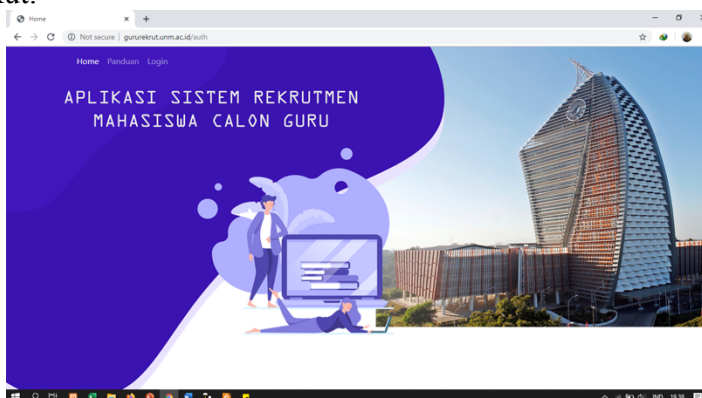 Home
Not secure | gururekrut.unm.ac.id/auth
Home Panduan Login
APLIKASI SISTEM REKRUTMEN
MAHASISWA CALON GURU
IND 19.38